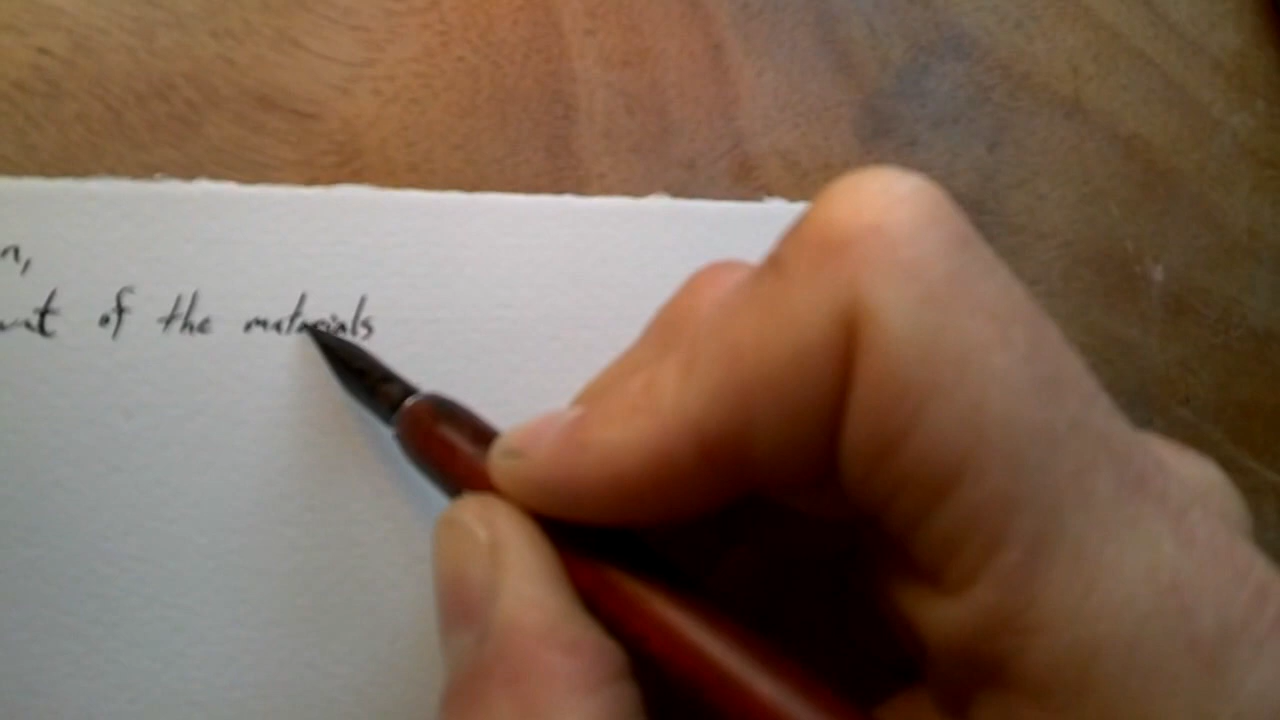 n,
of the materials